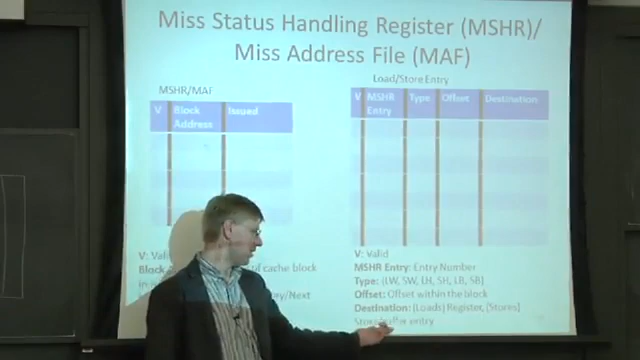 Miss Status Handling Register (MSHR)/
Miss Address File (MAF)
MSHR/MAF
V Block Address Issued
Load/Store Entry
V MSHR Entry Type Offset Destination
V: Vali
Block of cache block
ry/Next
V: Valid
MSHR Entry: Entry Number
Type: {LW, SW, LH, SH, LB, SB}
Offset: Offset within the block
Destination: (Loads) Register, (Stores)
entry